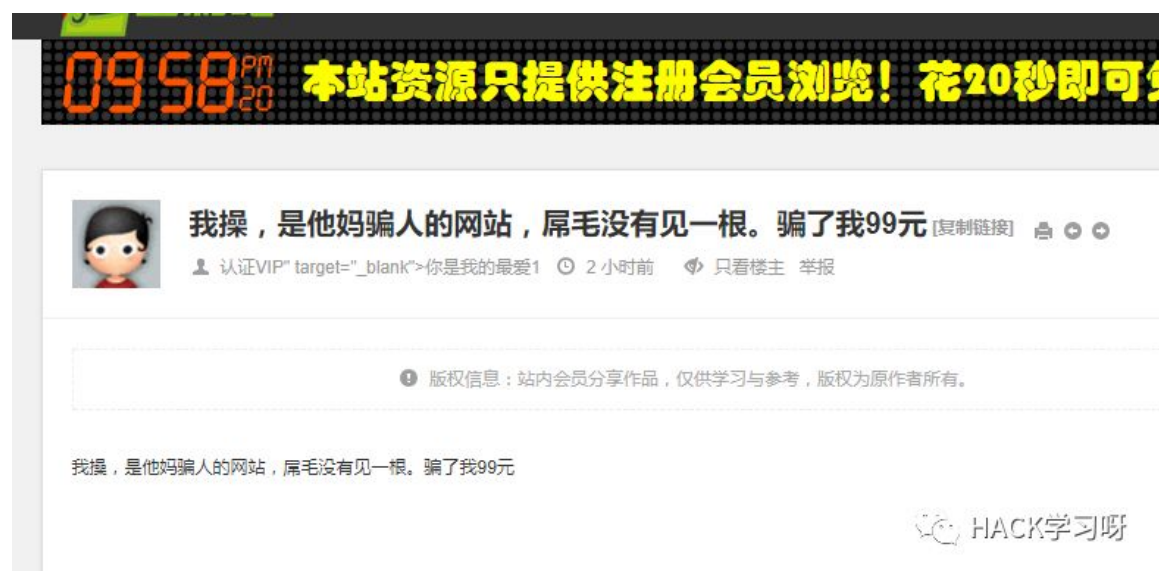 09 58 PM 20 本站资源只提供注册会员浏览！花20秒即可
我操，是他妈骗人的网站，屌毛没有见一根。骗了我99元 [复制链接]
认证VIP" target="_blank">你是我的最爱1 2 小时前 只看楼主 举报
版权信息：站内会员分享作品，仅供学习与参考，版权为原作者所有。
我操，是他妈骗人的网站，屌毛没有见一根。骗了我99元
HACK学习呀